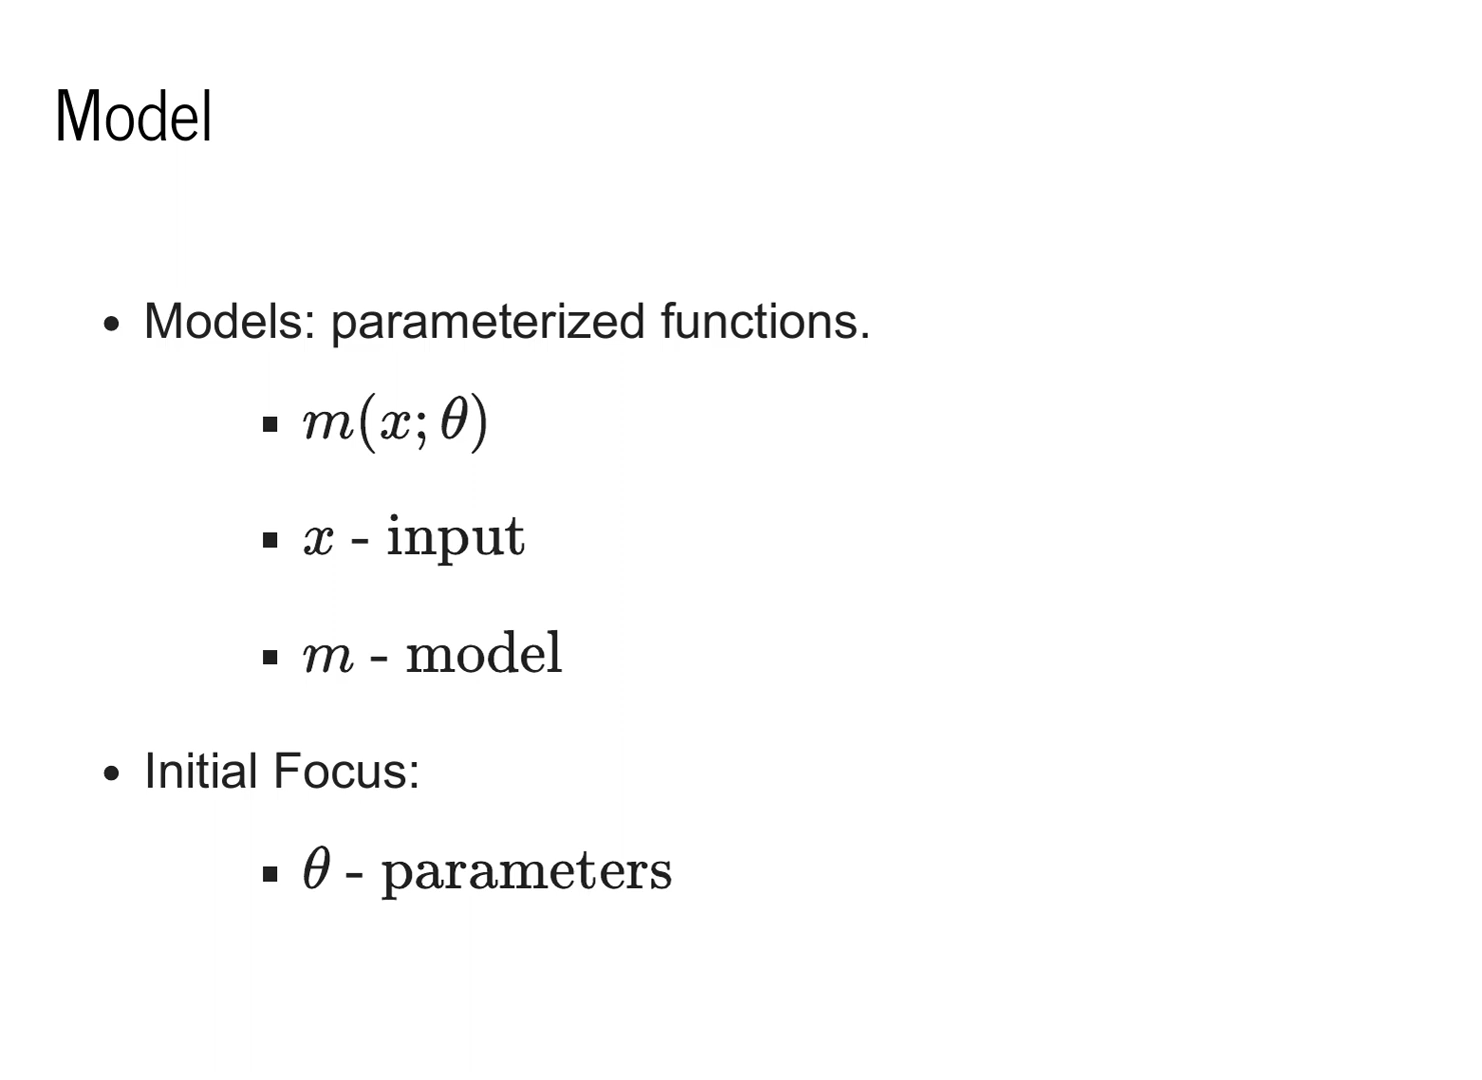 Model
• Models: parameterized functions.
▪ m(x; θ)
▪ x - input
▪ m - model
• Initial Focus:
▪ θ - parameters